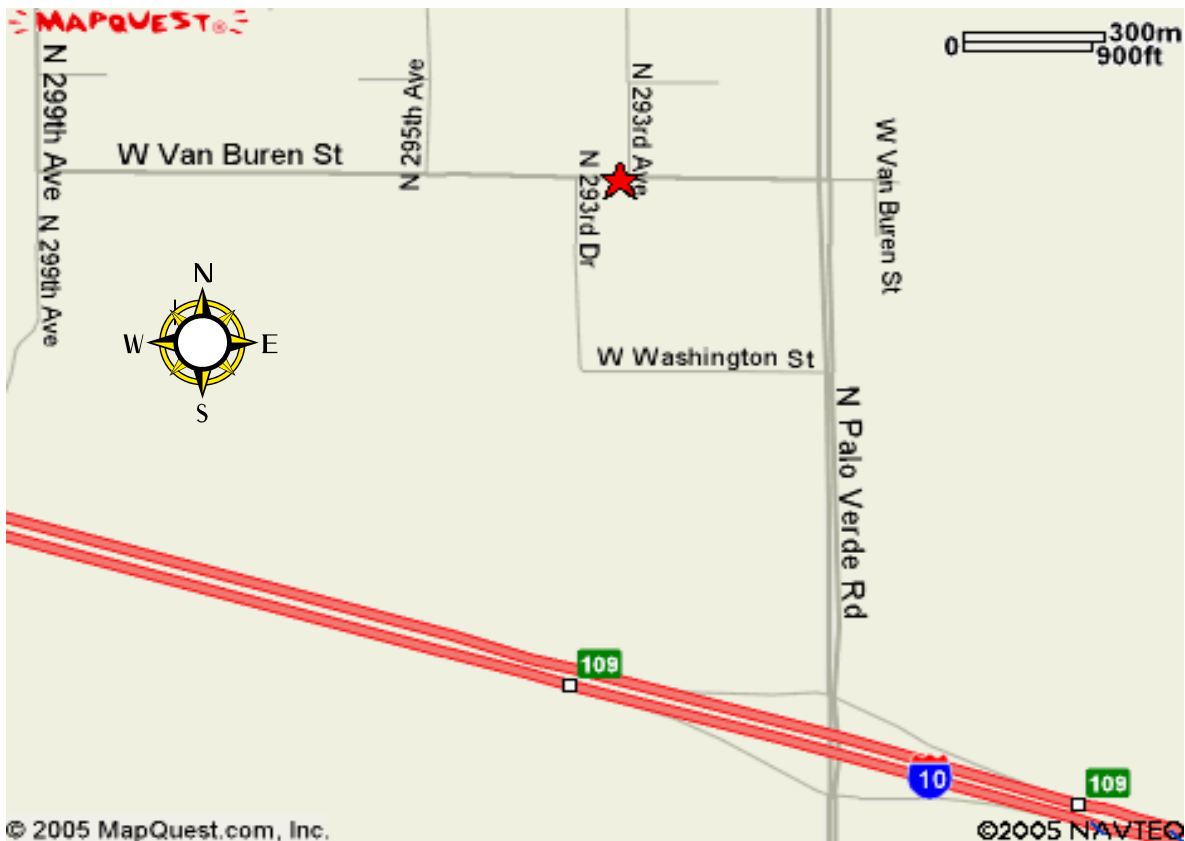 MAPQUEST®
0 300m
900ft
N 299th Ave
N 295th Ave
N 293rd Ave
W Van Buren St
W Van Buren St
N 293rd Dr
N 299th Ave
N
W E
S
W Washington St
N Palo Verde Rd
109
10
109
© 2005 MapQuest.com, Inc.
©2005 NAVTEQ